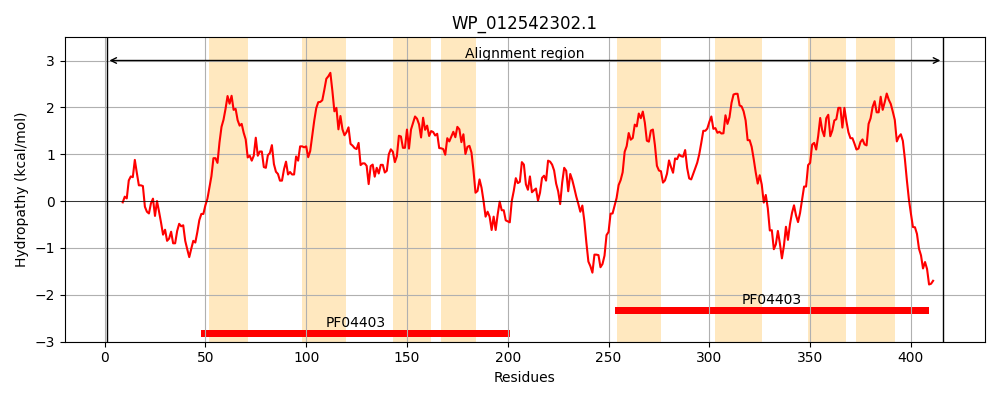 WP_012542302.1
Alignment region
3
2
1
0
−1
−2
−3
Hydropathy (kcal/mol)
PF04403
PF04403
0 50 100 150 200 250 300 350 400
Residues